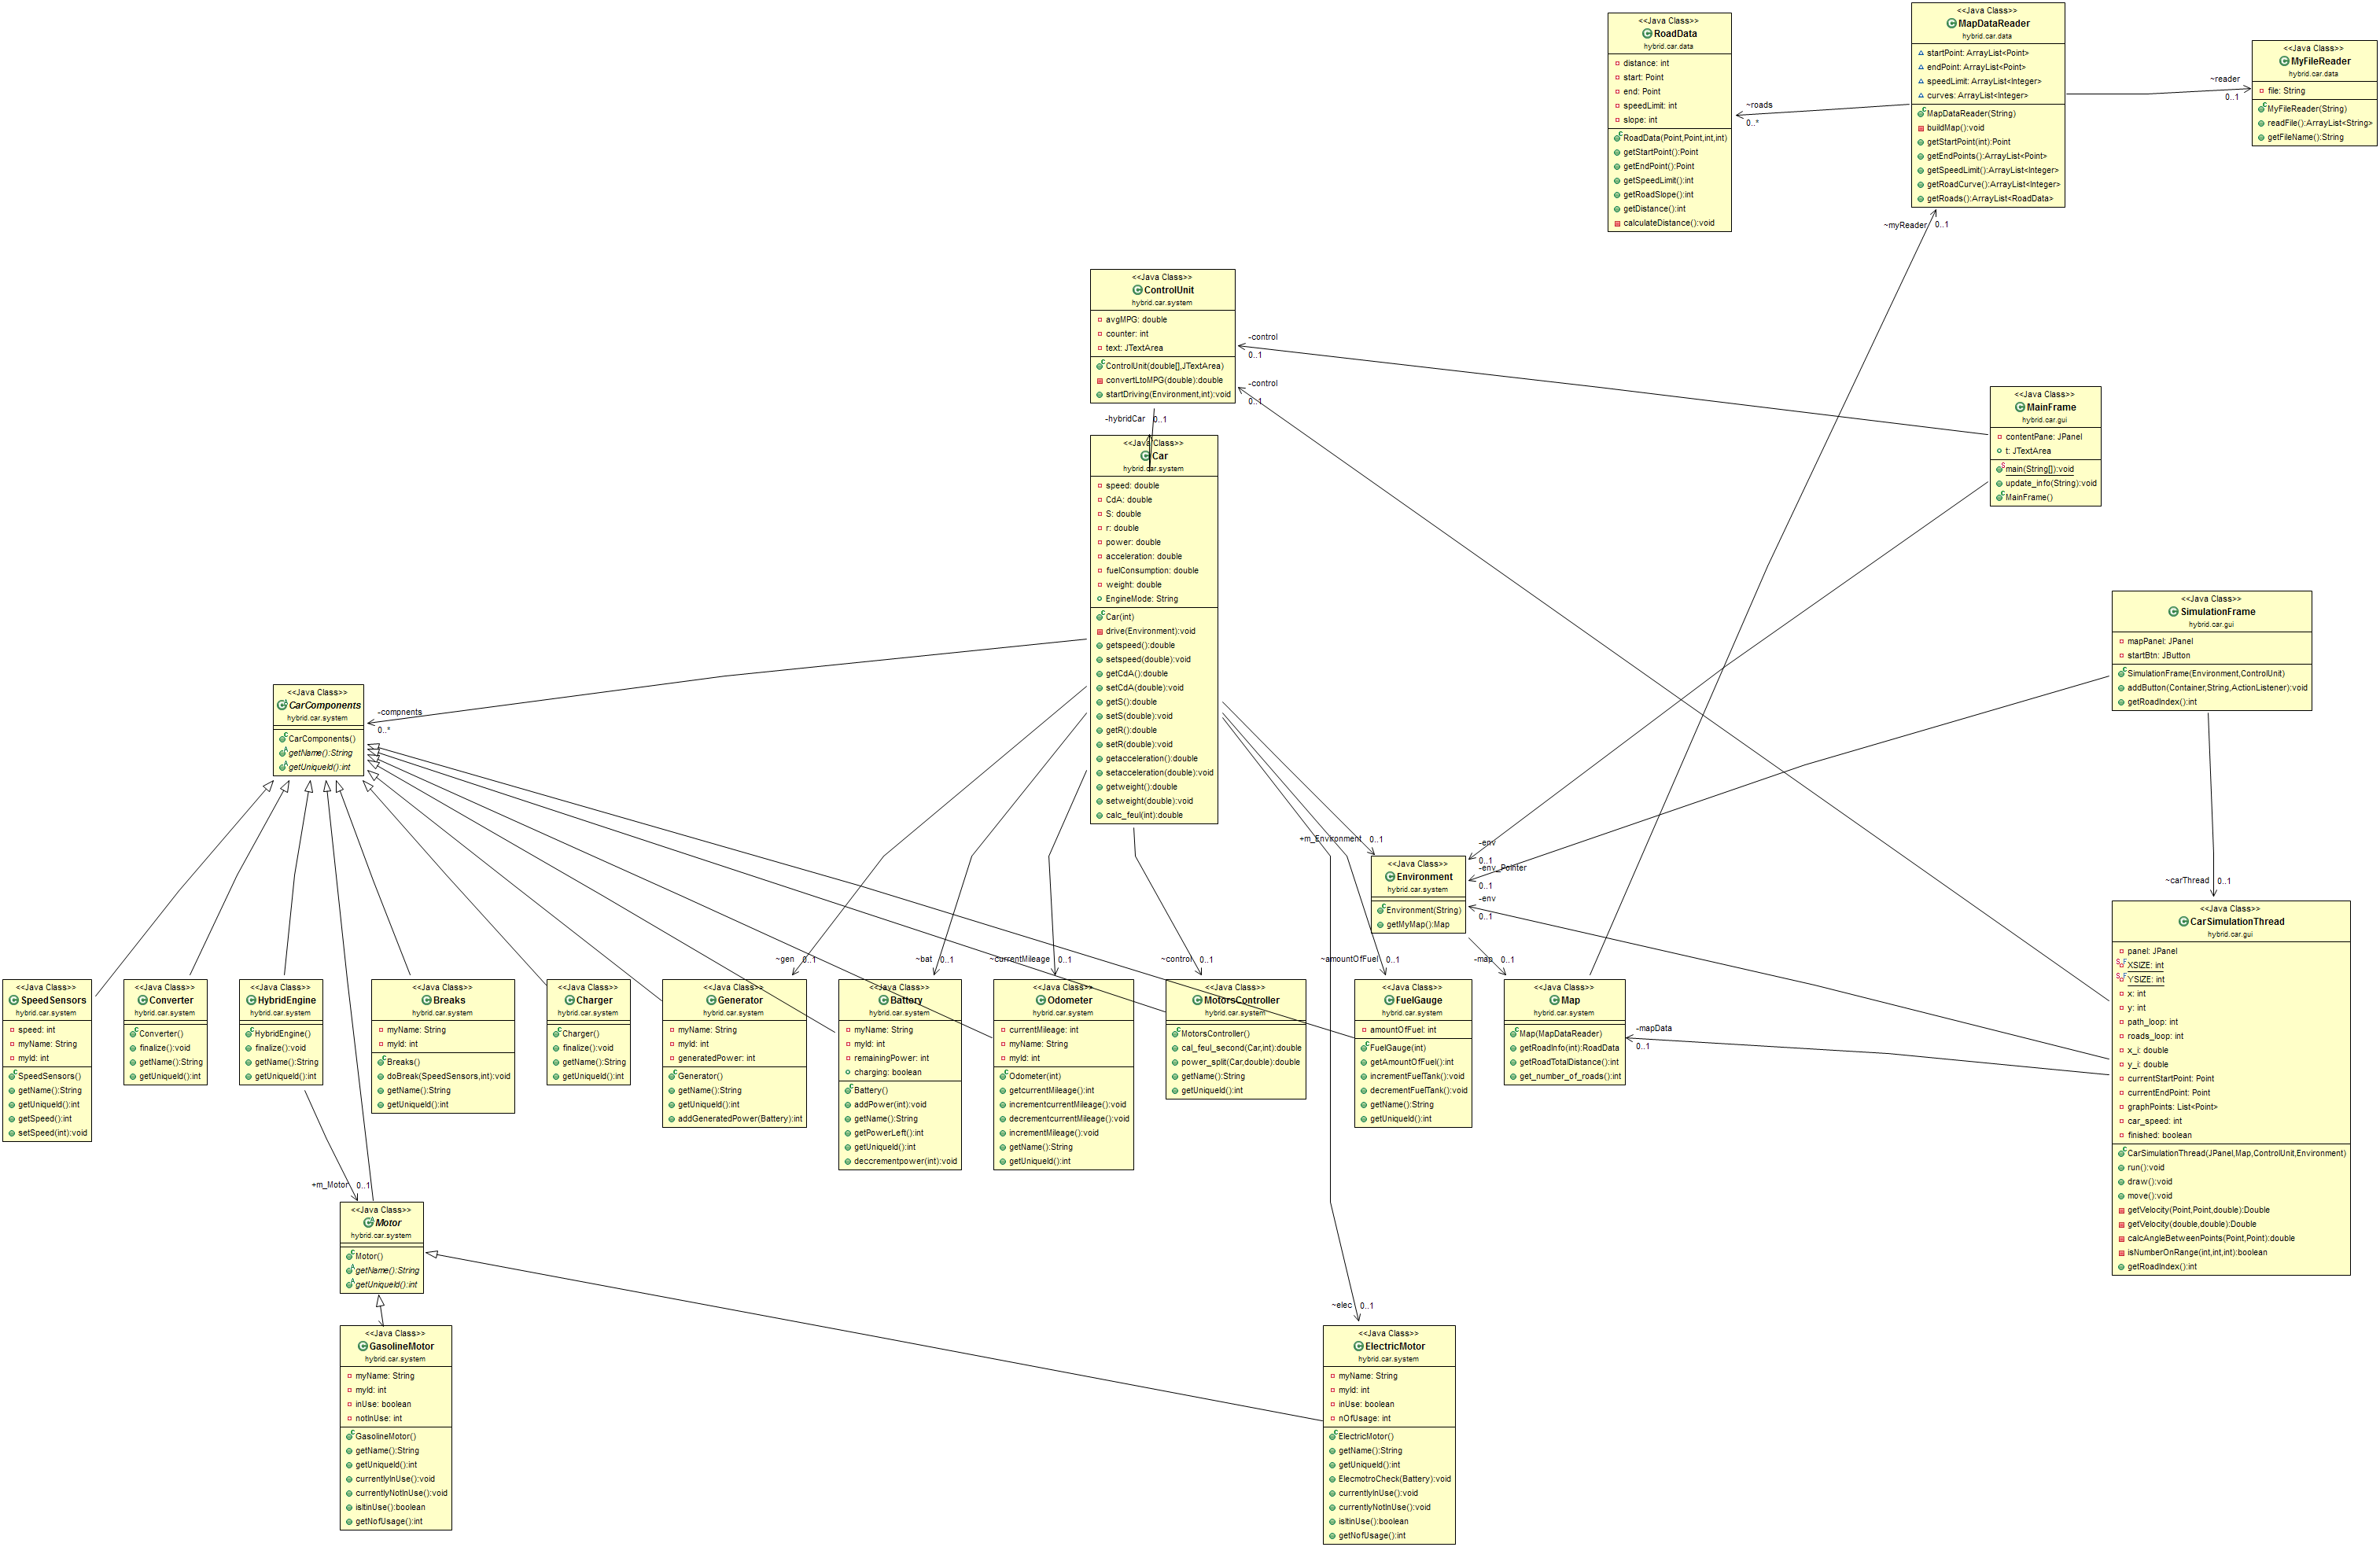 <<Java Class>>
RoadData
hybrid.car.data
distance: int
start: Point
end: Point
speedLimit: int
slope: int
RoadData(Point,Point,int,int)
getStartPoint():Point
getEndPoint():Point
getSpeedLimit():int
getRoadSlope():int
getDistance():int
calculateDistance():void
<<Java Class>>
MapDataReader
hybrid.car.data
startPoint: ArrayList<Point>
endPoint: ArrayList<Point>
speedLimit: ArrayList<Integer>
curves: ArrayList<Integer>
MapDataReader(String)
buildMap():void
getStartPoint(int):Point
getEndPoints():ArrayList<Point>
getSpeedLimit():ArrayList<Integer>
getRoadCurve():ArrayList<Integer>
getRoads():ArrayList<RoadData>
<<Java Class>>
MyFileReader
hybrid.car.data
file: String
MyFileReader(String)
readFile():ArrayList<String>
getFileName():String
~roads
0..*
~reader
0..1
~myReader
0..1
<<Java Class>>
ControlUnit
hybrid.car.system
avgMPG: double
counter: int
text: JTextArea
ControlUnit(double[],JTextArea)
convertLtoMPG(double):double
startDriving(Environment,int):void
-control
0..1
-control
0..1
-hybridCar
0..1
<<Java Class>>
MainFrame
hybrid.car.gui
contentPane: JPanel
t: JTextArea
main(String[]):void
update_info(String):void
MainFrame()
<<Java Class>>
Car
hybrid.car.system
speed: double
CdA: double
S: double
r: double
power: double
acceleration: double
fuelConsumption: double
weight: double
EngineMode: String
Car(int)
drive(Environment):void
getspeed():double
setspeed(double):void
getCdA():double
setCdA(double):void
getS():double
setS(double):void
getR():double
setR(double):void
getacceleration():double
setacceleration(double):void
getweight():double
setweight(double):void
calc_feul(int):double
<<Java Class>>
SimulationFrame
hybrid.car.gui
mapPanel: JPanel
startBtn: JButton
SimulationFrame(Environment,ControlUnit)
addButton(Container,String,ActionListener):void
getRoadIndex():int
<<Java Class>>
CarComponents
hybrid.car.system
CarComponents()
getName():String
getUniqueId():int
-compnents
0..*
+m_Environment
0..1
<<Java Class>>
Environment
hybrid.car.system
Environment(String)
getMyMap():Map
-env
0..1
-env_Pointer
0..1
-env
0..1
~carThread
0..1
<<Java Class>>
CarSimulationThread
hybrid.car.gui
panel: JPanel
XSIZE: int
YSIZE: int
x: int
y: int
path_loop: int
roads_loop: int
x_i: double
y_i: double
currentStartPoint: Point
currentEndPoint: Point
graphPoints: List<Point>
car_speed: int
finished: boolean
CarSimulationThread(JPanel,Map,ControlUnit,Environment)
run():void
draw():void
move():void
getVelocity(Point,Point,double):Double
getVelocity(double,double):Double
calcAngleBetweenPoints(Point,Point):double
isNumberOnRange(int,int,int):boolean
getRoadIndex():int
~gen
0..1
~bat
0..1
~currentMileage
0..1
~control
0..1
~amountOfFuel
0..1
-map
0..1
-mapData
0..1
<<Java Class>>
SpeedSensors
hybrid.car.system
speed: int
myName: String
myId: int
SpeedSensors()
getName():String
getUniqueId():int
getSpeed():int
setSpeed(int):void
<<Java Class>>
Converter
hybrid.car.system
Converter()
finalize():void
getName():String
getUniqueId():int
<<Java Class>>
HybridEngine
hybrid.car.system
HybridEngine()
finalize():void
getName():String
getUniqueId():int
<<Java Class>>
Breaks
hybrid.car.system
myName: String
myId: int
Breaks()
doBreak(SpeedSensors,int):void
getName():String
getUniqueId():int
<<Java Class>>
Charger
hybrid.car.system
Charger()
finalize():void
getName():String
getUniqueId():int
<<Java Class>>
Generator
hybrid.car.system
myName: String
myId: int
generatedPower: int
Generator()
getName():String
getUniqueId():int
addGeneratedPower(Battery):int
<<Java Class>>
Battery
hybrid.car.system
myName: String
myId: int
remainingPower: int
charging: boolean
Battery()
addPower(int):void
getName():String
getPowerLeft():int
getUniqueId():int
deccrementpower(int):void
<<Java Class>>
Odometer
hybrid.car.system
currentMileage: int
myName: String
myId: int
Odometer(int)
getcurrentMileage():int
incrementcurrentMileage():void
decrementcurrentMileage():void
incrementMileage():void
getName():String
getUniqueId():int
<<Java Class>>
MotorsController
hybrid.car.system
MotorsController()
cal_feul_second(Car,int):double
power_split(Car,double):double
getName():String
getUniqueId():int
<<Java Class>>
FuelGauge
hybrid.car.system
amountOfFuel: int
FuelGauge(int)
getAmountOfFuel():int
incrementFuelTank():void
decrementFuelTank():void
getName():String
getUniqueId():int
<<Java Class>>
Map
hybrid.car.system
Map(MapDataReader)
getRoadInfo(int):RoadData
getRoadTotalDistance():int
get_number_of_roads():int
+m_Motor
0..1
<<Java Class>>
Motor
hybrid.car.system
Motor()
getName():String
getUniqueId():int
~elec
0..1
<<Java Class>>
GasolineMotor
hybrid.car.system
myName: String
myId: int
inUse: boolean
notInUse: int
GasolineMotor()
getName():String
getUniqueId():int
currentlyInUse():void
currentlyNotInUse():void
isItinUse():boolean
getNofUsage():int
<<Java Class>>
ElectricMotor
hybrid.car.system
myName: String
myId: int
inUse: boolean
nOfUsage: int
ElectricMotor()
getName():String
getUniqueId():int
ElecmotroCheck(Battery):void
currentlyInUse():void
currentlyNotInUse():void
isItinUse():boolean
getNofUsage():int